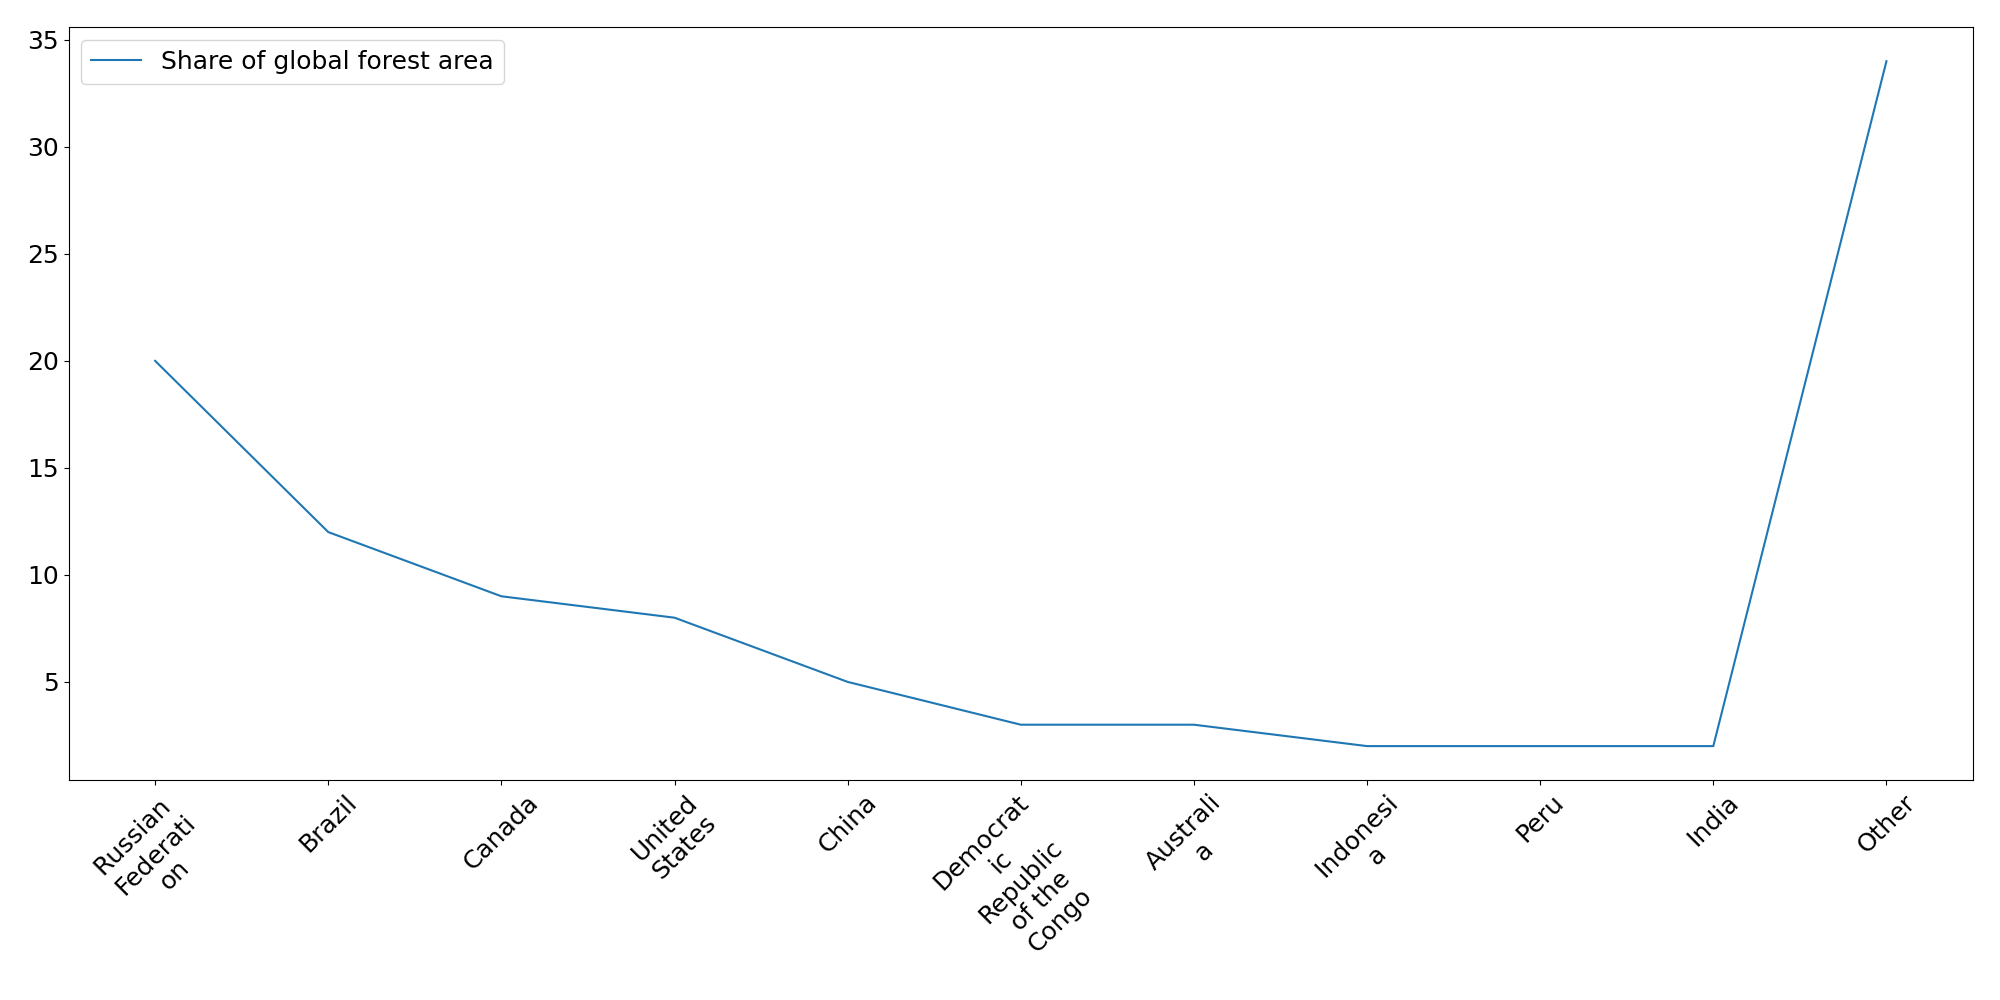 Share of global forest area
35
30
25
20
15
10
5
Russian
Federati
on
Brazil
Canada
United
States
China
Democrat
ic
Republic
of the
Congo
Australi
a
Indonesi
a
Peru
India
Other